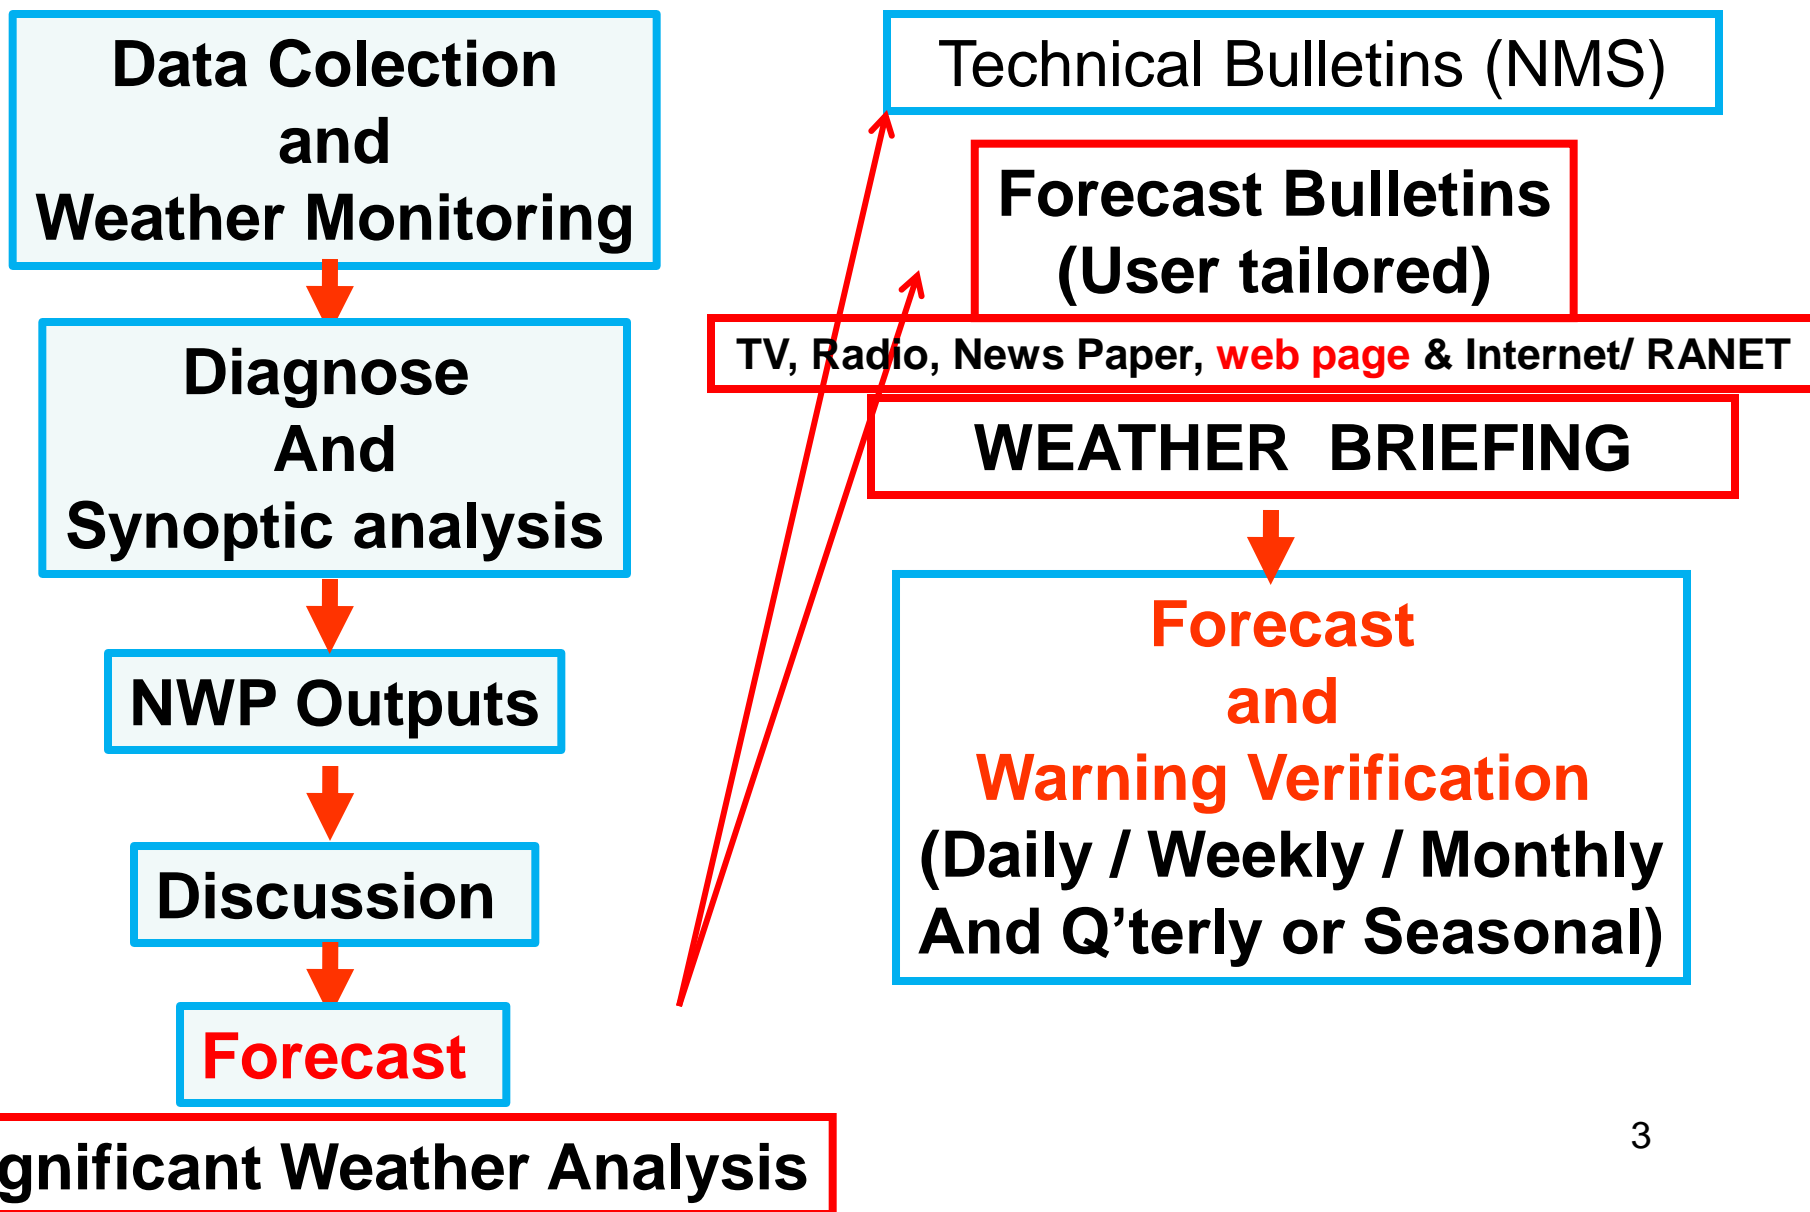 Data Colection
and
Weather Monitoring
Diagnose
And
Synoptic analysis
NWP Outputs
Discussion
Forecast
gnificant Weather Analysis
Technical Bulletins (NMS)
Forecast Bulletins
(User tailored)
TV, Radio, News Paper, web page & Internet/ RANET
WEATHER BRIEFING
Forecast
and
Warning Verification
(Daily / Weekly / Monthly
And Q’terly or Seasonal)
3